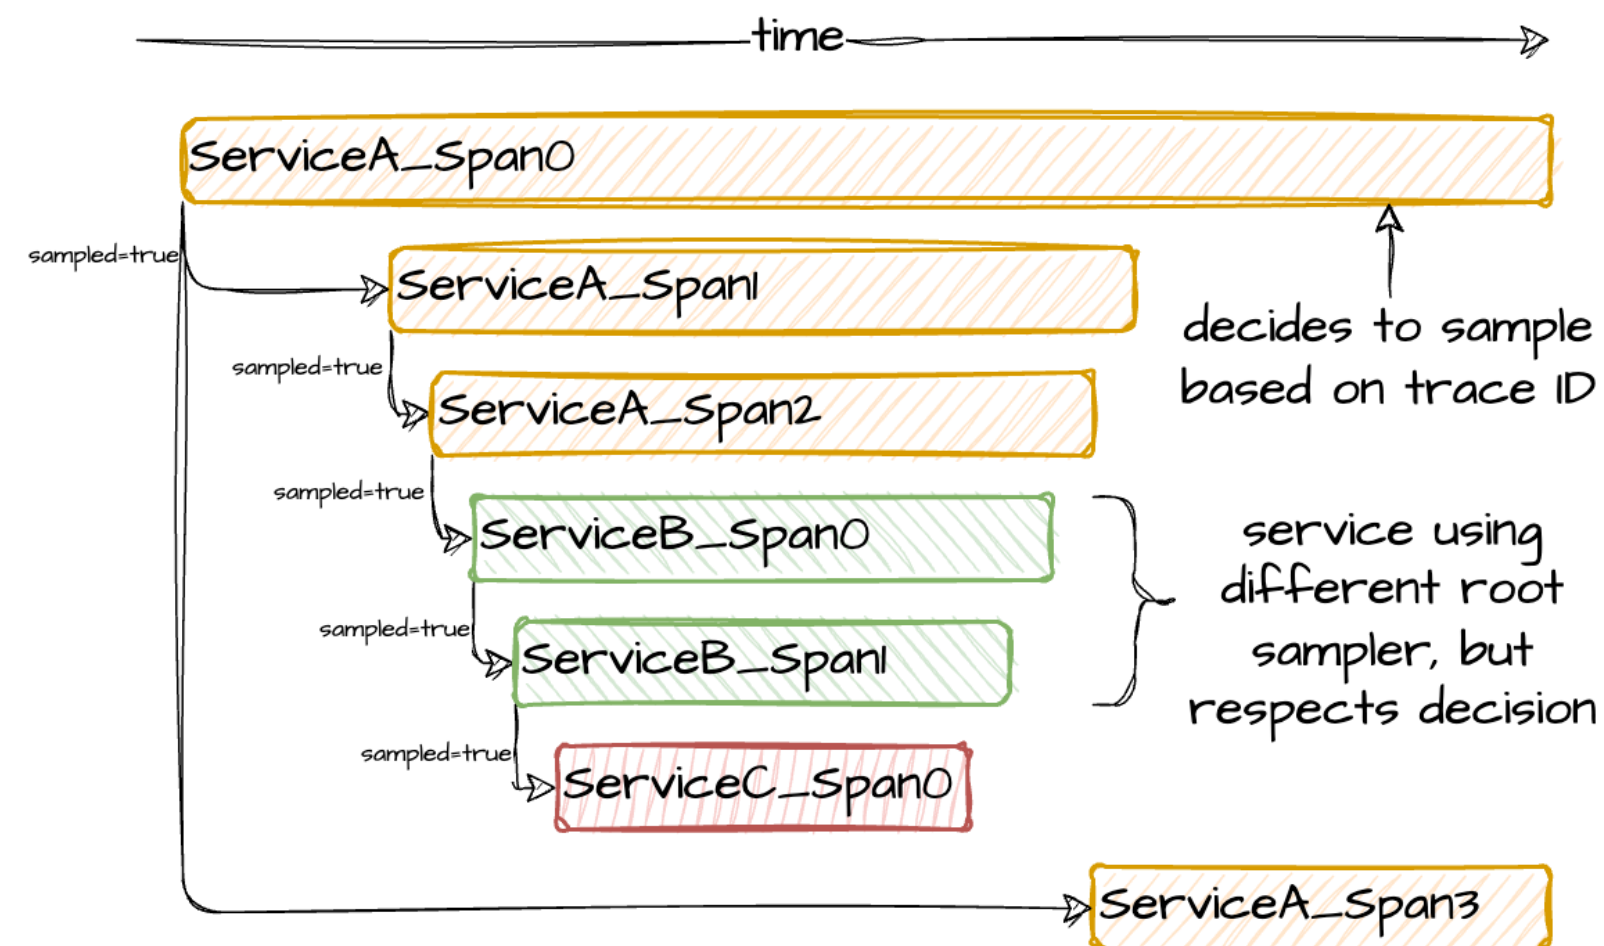 time
ServiceA_Span0
sampled=true
ServiceA_Span1
decides to sample
based on trace ID
sampled=true
ServiceA_Span2
sampled=true
ServiceB_Span0
service using
different root
sampler, but
respects decision
sampled=true
ServiceB_Span1
sampled=true
ServiceC_Span0
ServiceA_Span3